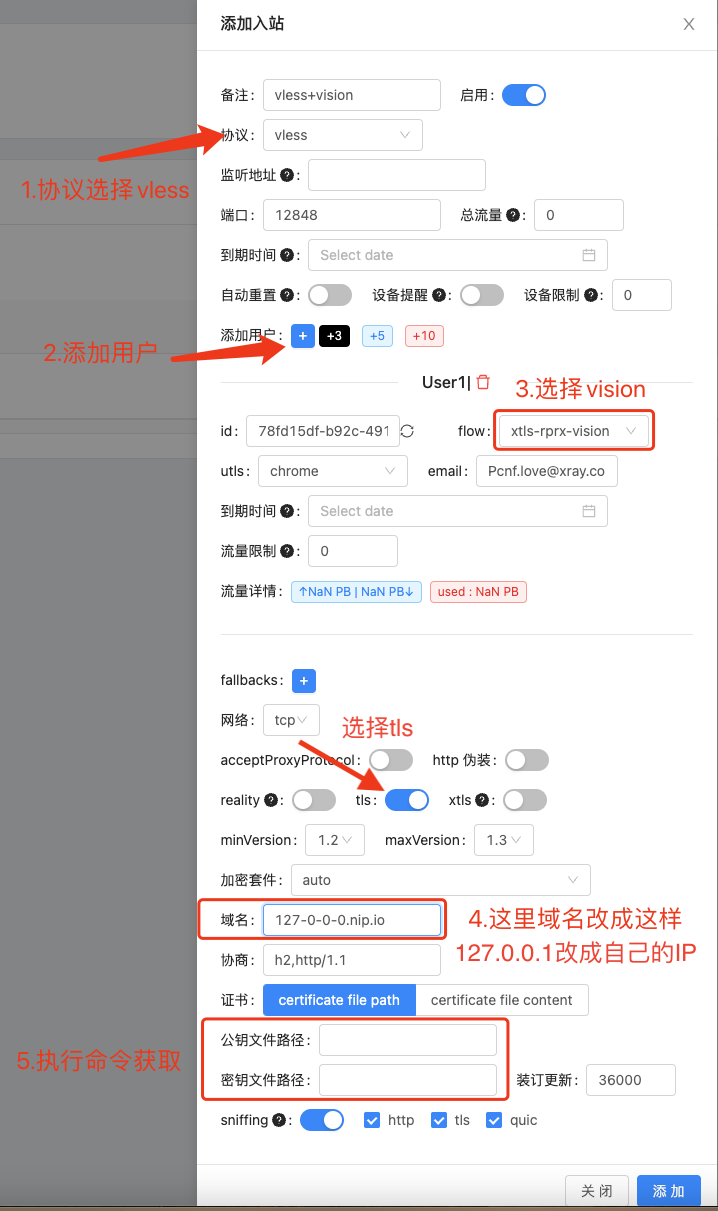 添加入站
备注: vless+vision 启用:
协议: vless
1.协议选择 vless
监听地址 ? :
端口: 12848 总流量 ? : 0
到期时间 ? : Select date
自动重置 ? : 设备提醒 ? : 设备限制 ? : 0
2.添加用户
添加用户: + +3 +5 +10
User1|
3.选择 vision
id: 78fd15df-b92c-491 flow: xtls-rprx-vision
utls: chrome email: Pcnf.love@xray.co
到期时间 ? : Select date
流量限制 ? : 0
流量详情: ↑NaN PB | NaN PB↓ used : NaN PB
fallbacks: +
网络: tcp
选择tls
acceptProxyProtocol: http 伪装:
reality ? : tls: xtls ? :
minVersion: 1.2 maxVersion: 1.3
加密套件: auto
域名: 127-0-0-0.nip.io
4.这里域名改成这样
127.0.0.1改成自己的IP
协商: h2,http/1.1
证书: certificate file path certificate file content
公钥文件路径:
5.执行命令获取
密钥文件路径: 装订更新: 36000
sniffing ? : http tls quic
关 闭 添 加